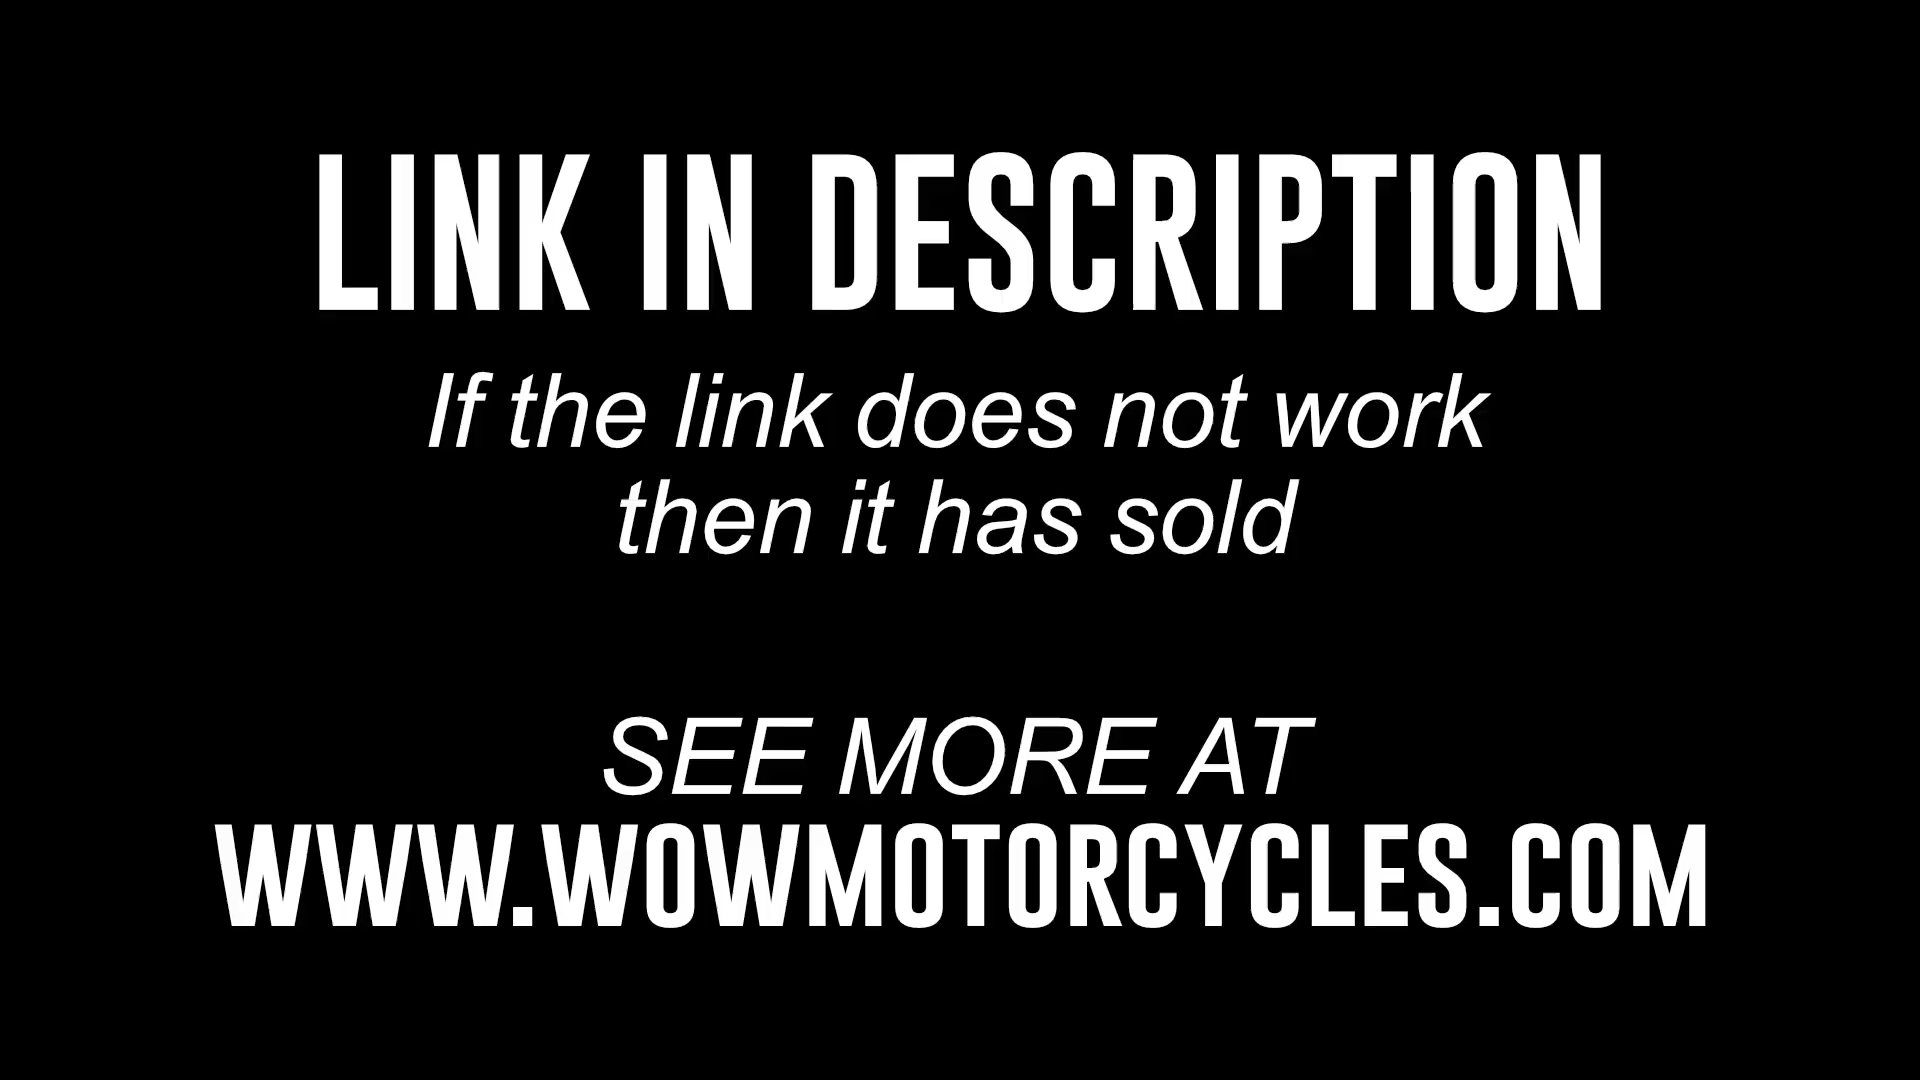 LINK IN DESCRIPTION
If the link does not work
then it has sold
SEE MORE AT
WWW.WOWMOTORCYCLES.COM